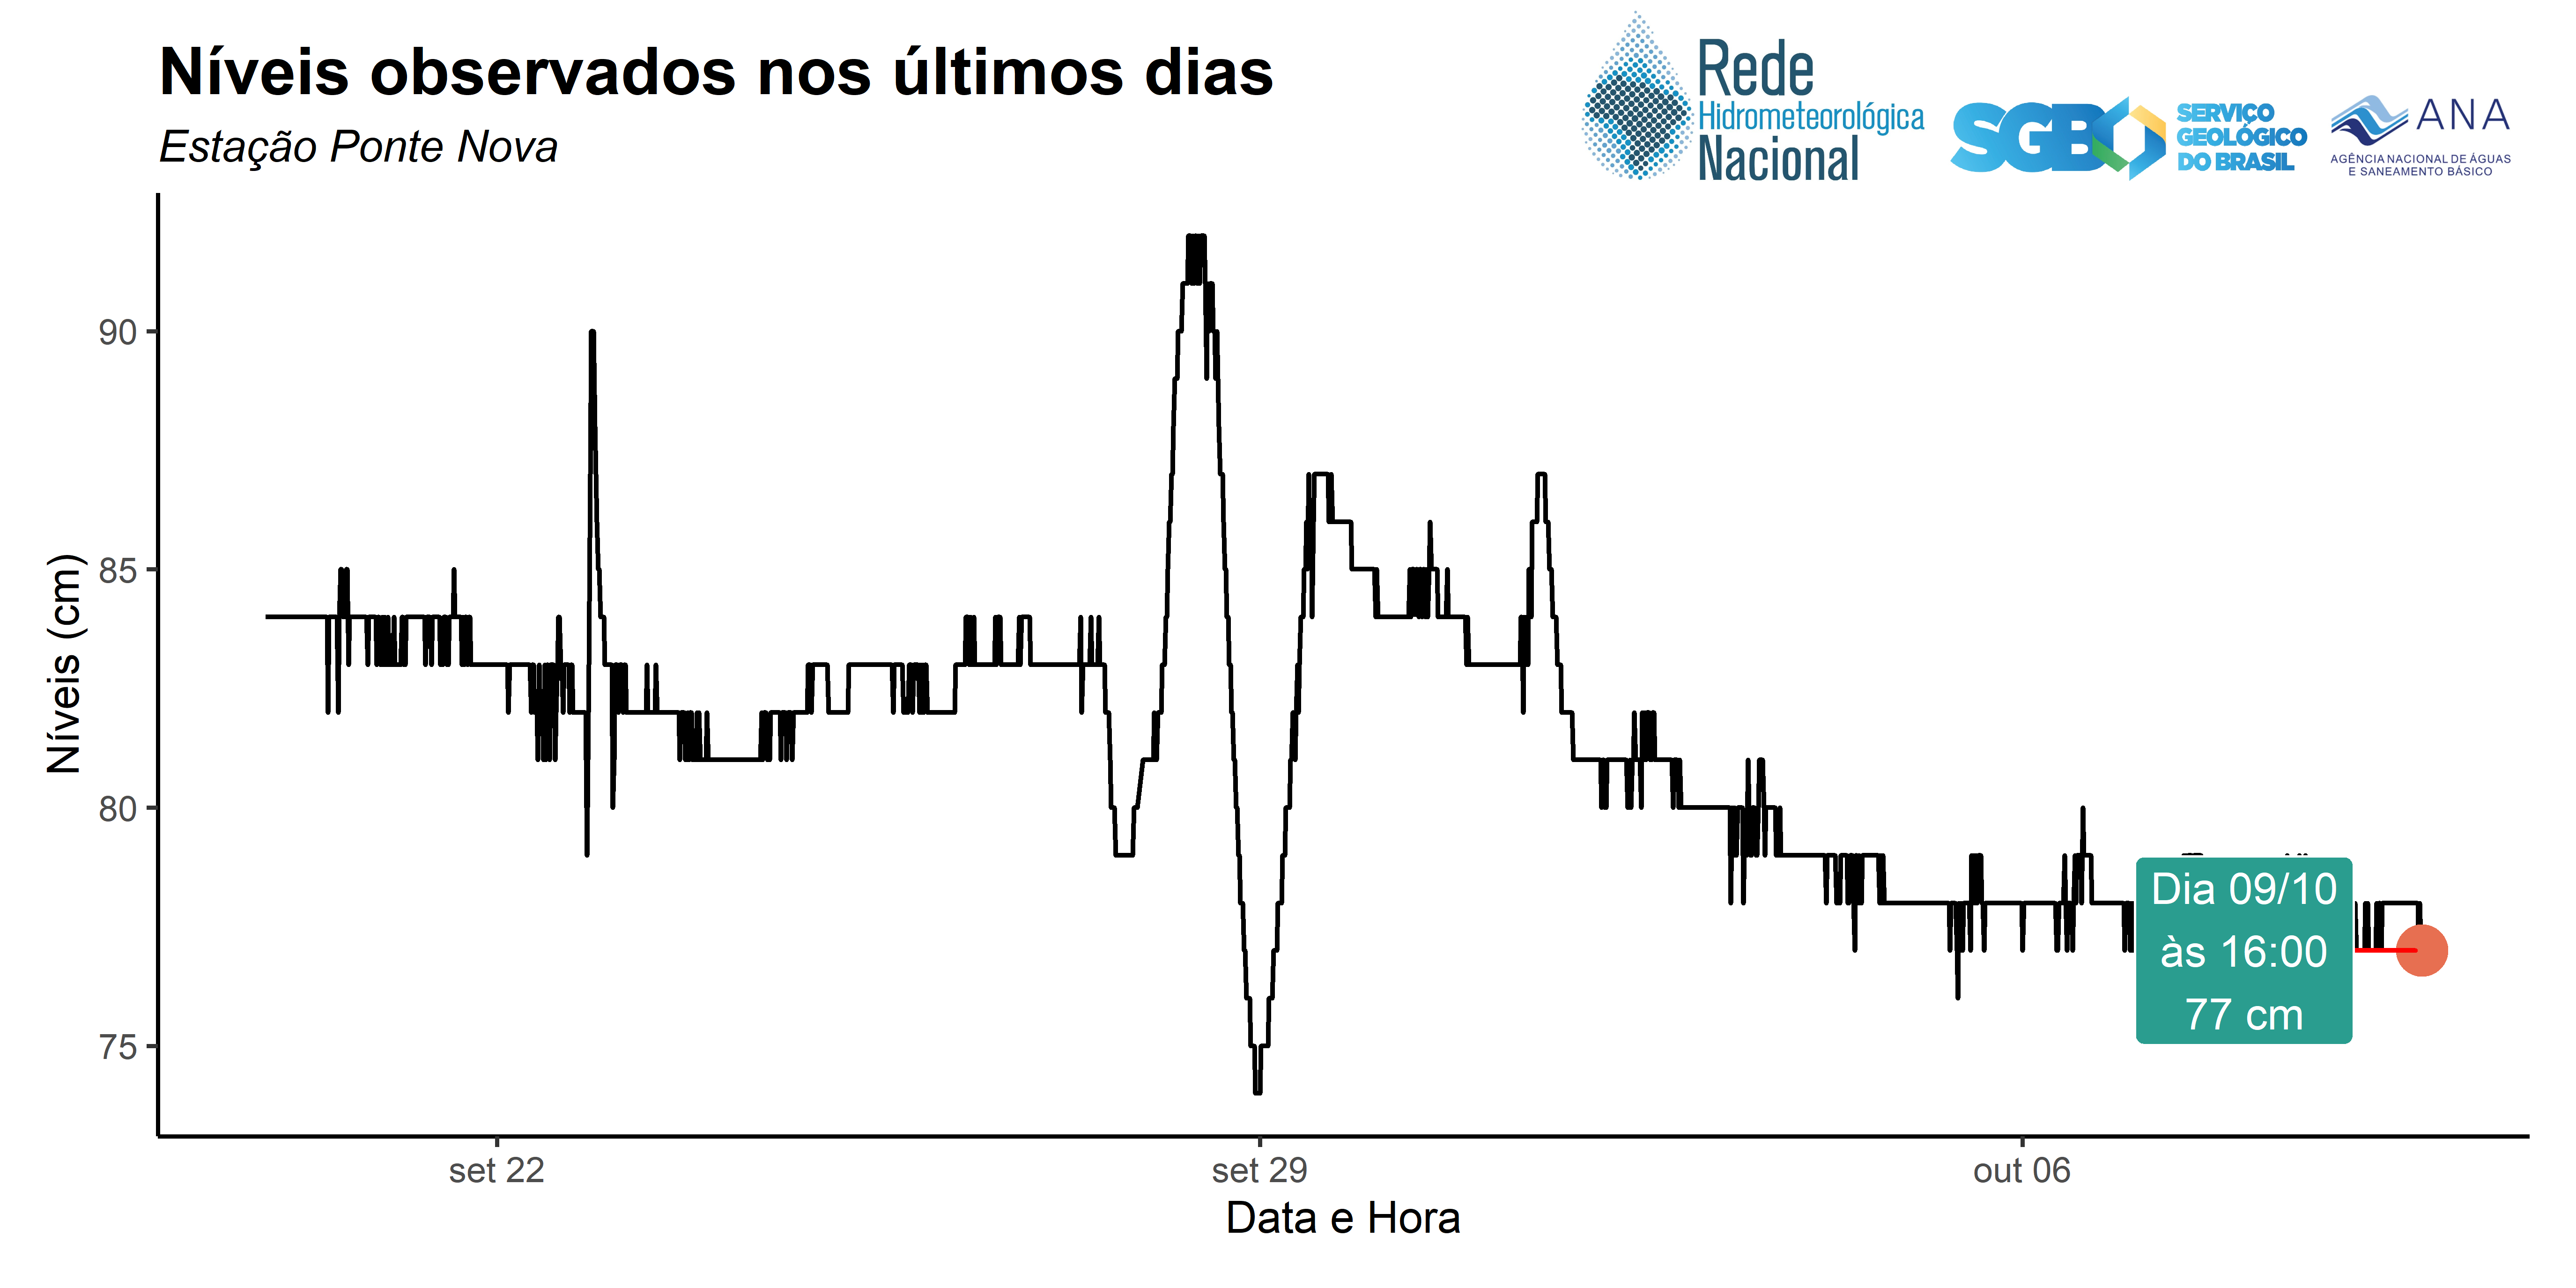 Níveis observados nos últimos dias
Estação Ponte Nova
Rede
Hidrometeorológica
Nacional
SGB
SERVIÇO
GEOLÓGICO
DO BRASIL
ANA
AGÊNCIA NACIONAL DE ÁGUAS
E SANEAMENTO BÁSICO
Níveis (cm)
90
85
80
75
Dia 09/10
às 16:00
77 cm
set 22
set 29
out 06
Data e Hora